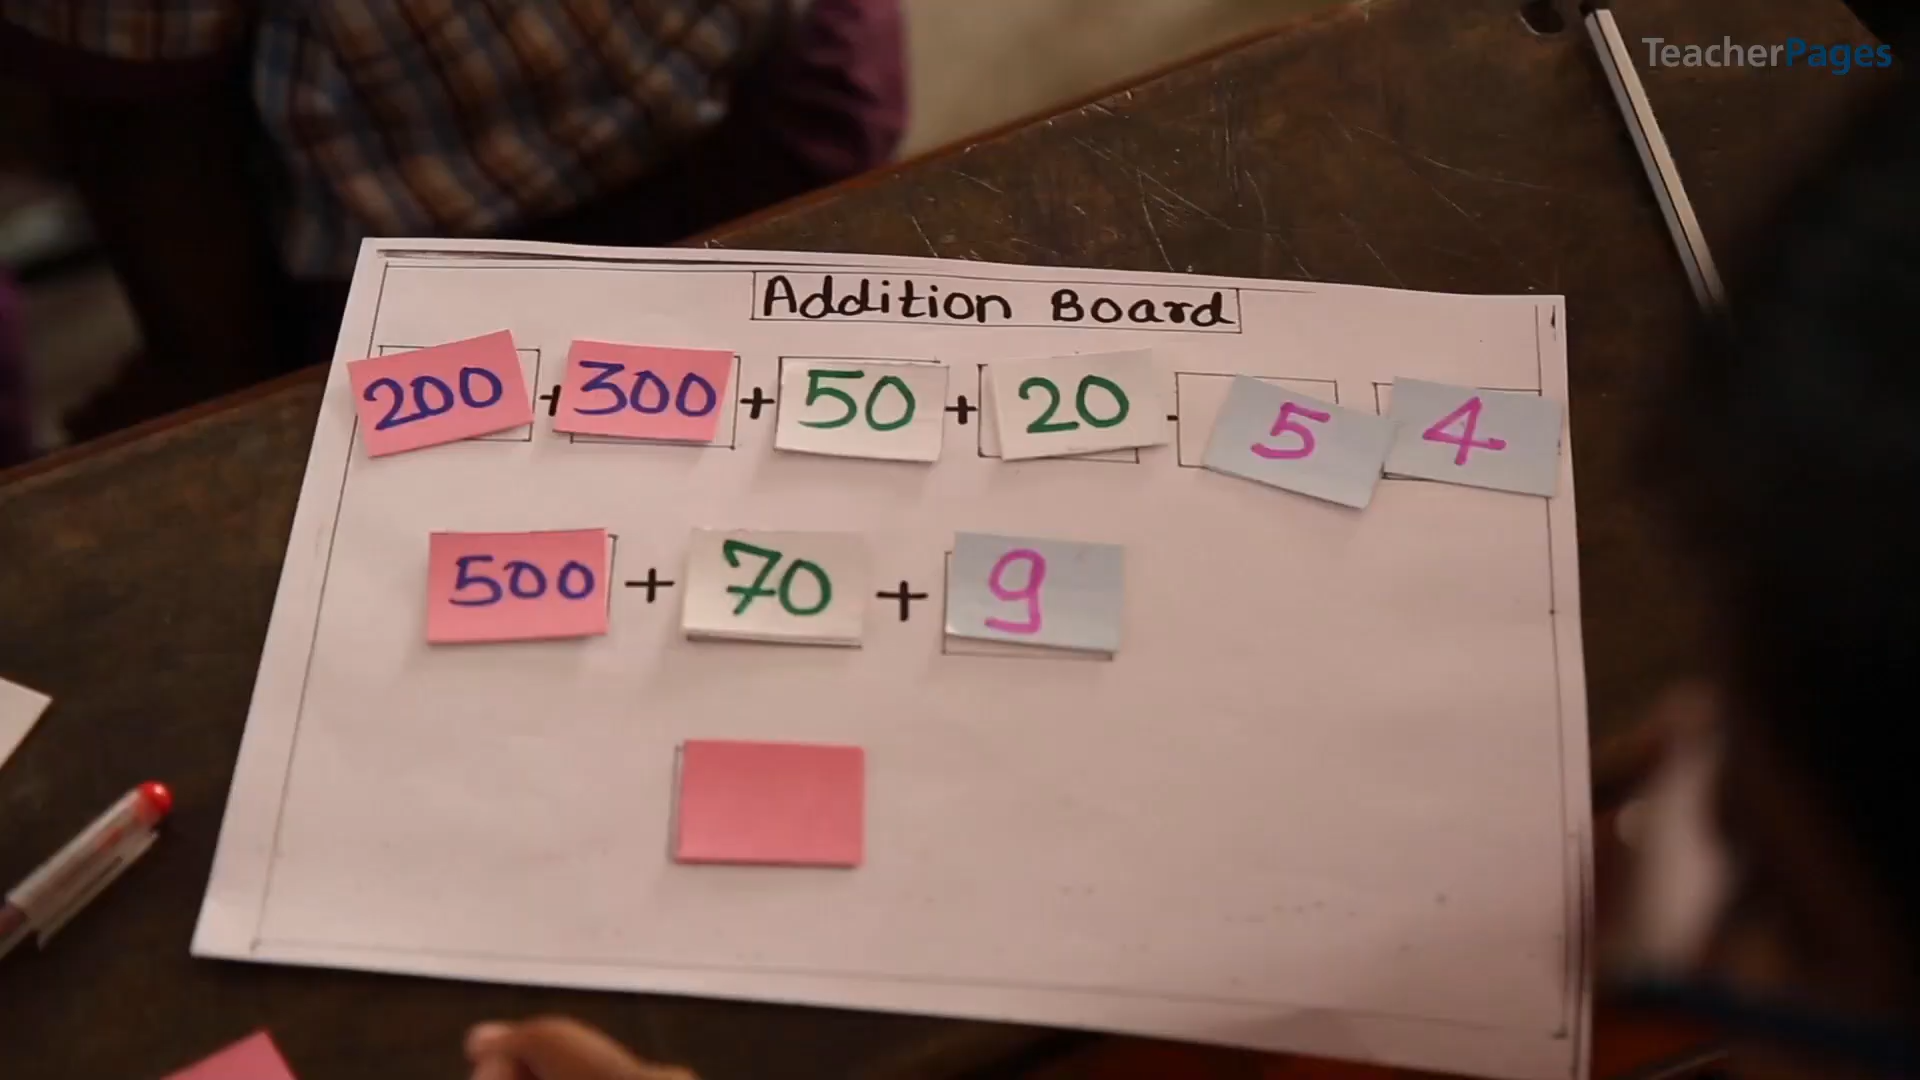 TeacherPages
Addition Board
200 + 300 + 50 + 20 5 4
500 + 70 + 9